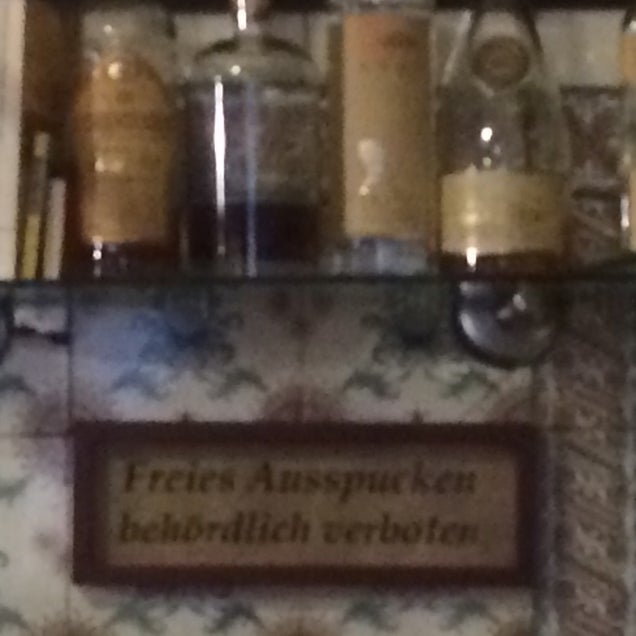 Freies Ausspucken
behördlich verboten